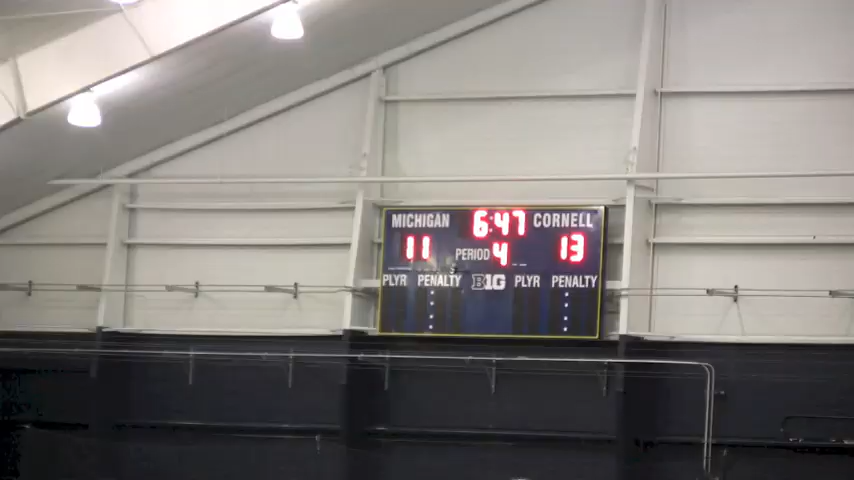 MICHIGAN 6:47 CORNELL
11 PERIOD 4 13
PLYR PENALTY B1G PLYR PENALTY